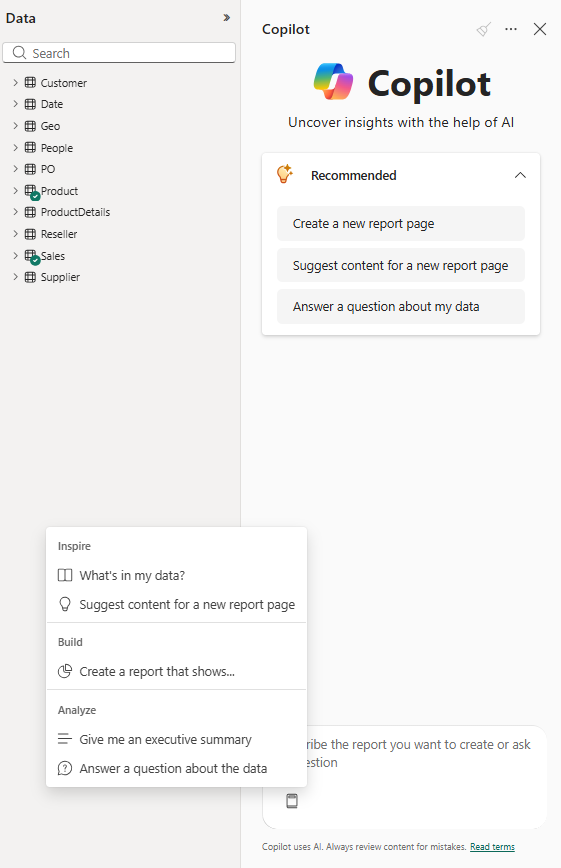 Data
Search
Customer
Date
Geo
People
PO
Product
ProductDetails
Reseller
Sales
Supplier
Copilot
Copilot
Uncover insights with the help of AI
Recommended
Create a new report page
Suggest content for a new report page
Answer a question about my data
Inspire
What's in my data?
Suggest content for a new report page
Build
Create a report that shows...
Analyze
Give me an executive summary
Answer a question about the data
the report you want to create or ask
Copilot uses AI. Always review content for mistakes. Read terms